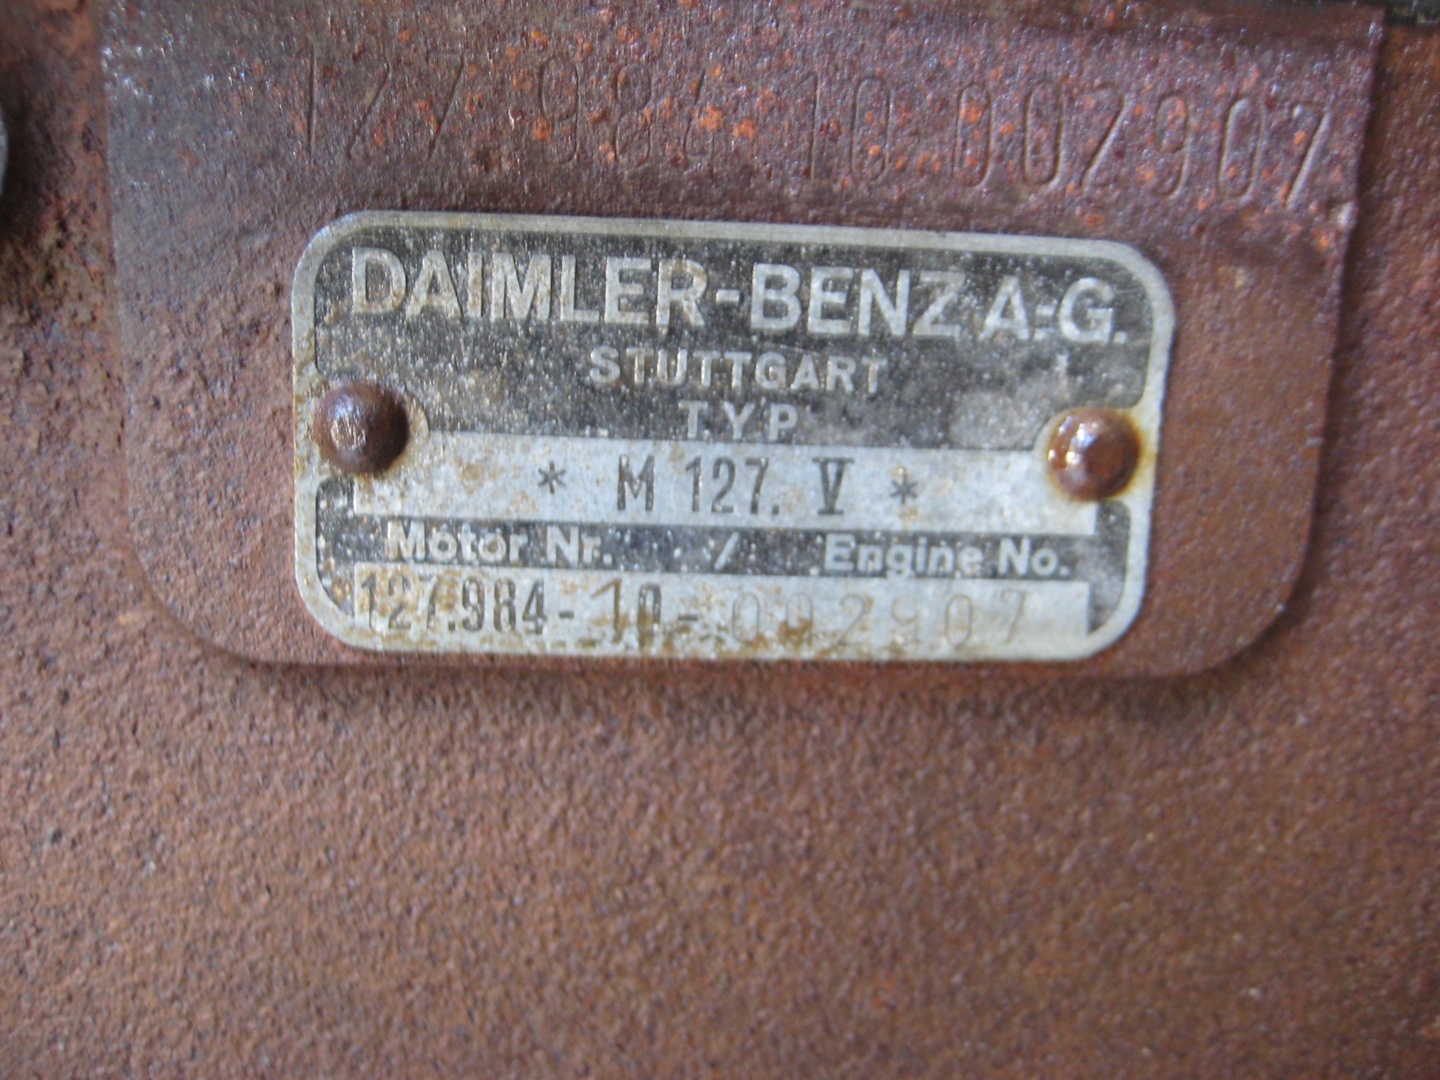 127.984 10 002907
DAIMLER-BENZ A.-G.
STUTTGART
TYP
* M 127. V *
Motor Nr. / Engine No.
127.984-10-002907